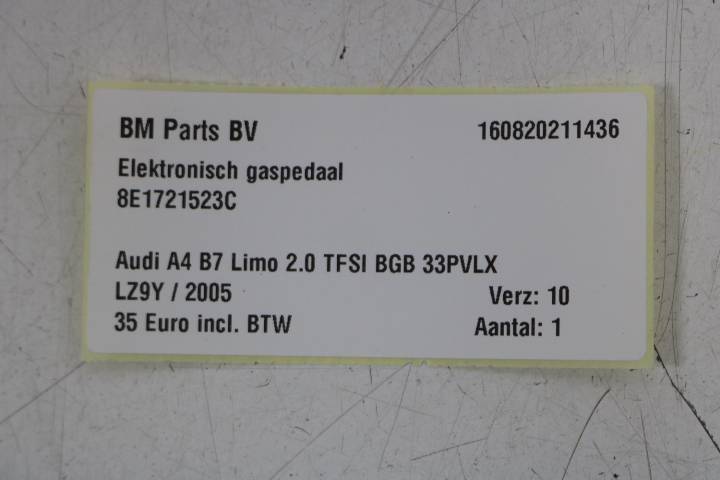 BM Parts BV 160820211436
Elektronisch gaspedaal
8E1721523C
Audi A4 B7 Limo 2.0 TFSI BGB 33PVLX
LZ9Y / 2005 Verz: 10
35 Euro incl. BTW Aantal: 1